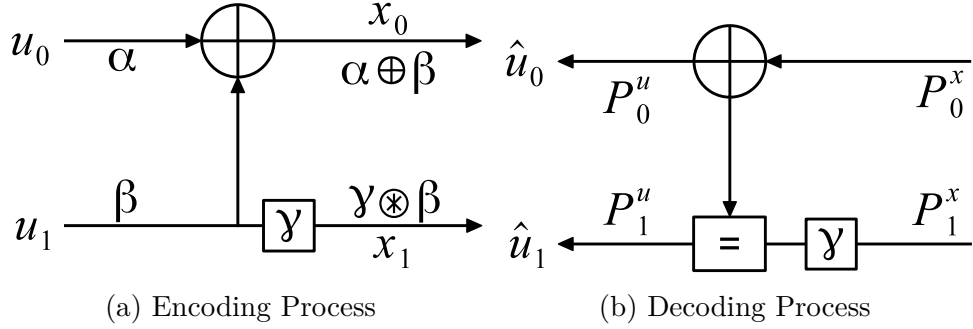 u₀ α x₀ α⊕β
u₁ β γ γ⊛β x₁
(a) Encoding Process
û₀ P₀ᵘ P₀ˣ
û₁ P₁ᵘ = γ P₁ˣ
(b) Decoding Process